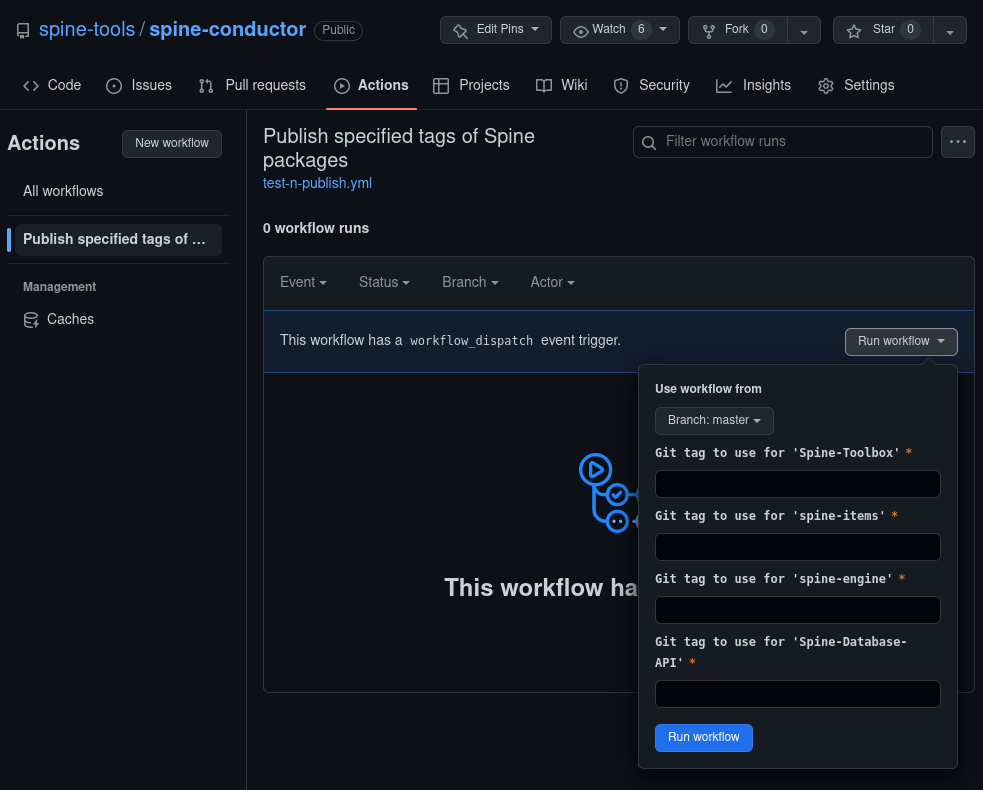 spine-tools / spine-conductor Public
Edit Pins Watch 6 Fork 0 Star 0
Code Issues Pull requests Actions Projects Wiki Security Insights Settings
Actions New workflow
All workflows
Publish specified tags of ...
Management
Caches
Publish specified tags of Spine
packages
test-n-publish.yml
Filter workflow runs
0 workflow runs
Event Status Branch Actor
This workflow has a workflow_dispatch event trigger.
Run workflow
This workflow ha
Use workflow from
Branch: master
Git tag to use for 'Spine-Toolbox' *
Git tag to use for 'spine-items' *
Git tag to use for 'spine-engine' *
Git tag to use for 'Spine-Database-
API' *
Run workflow